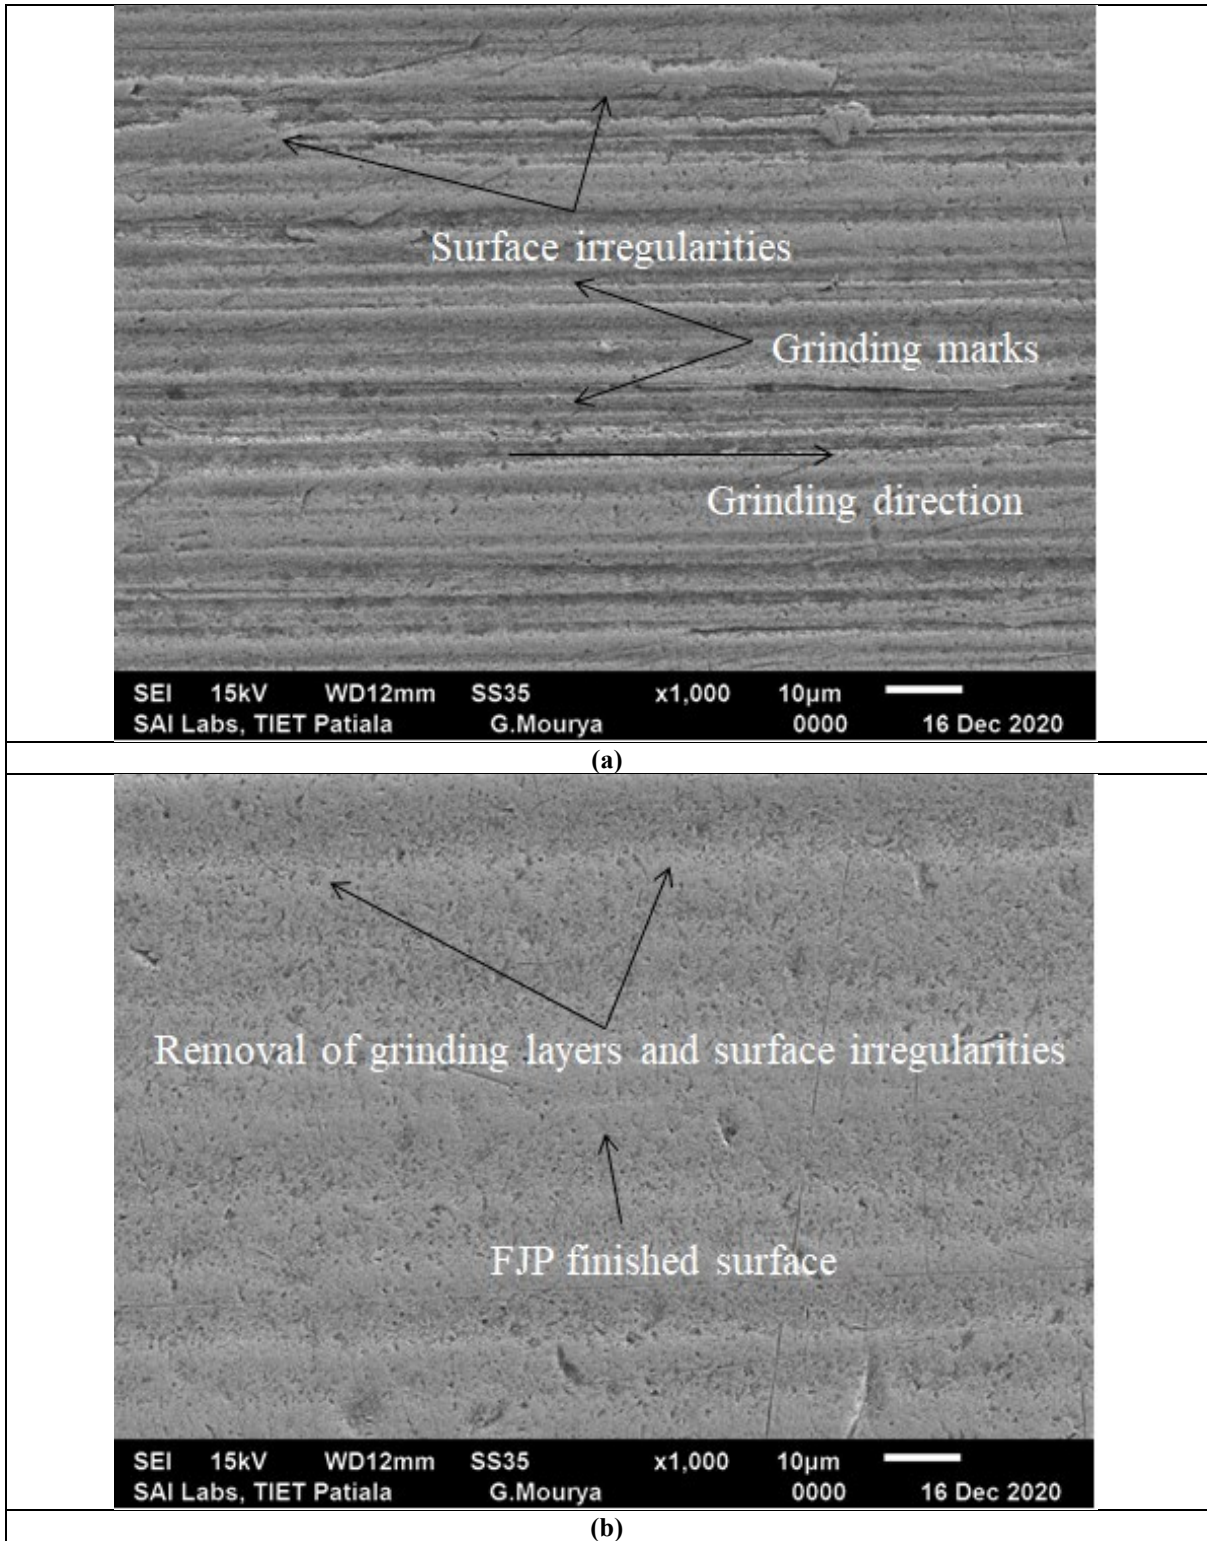 Surface irregularities
Grinding marks
Grinding direction
SEI 15kV WD12mm SS35 x1,000 10µm
SAI Labs, TIET Patiala G.Mourya 0000 16 Dec 2020
(a)
Removal of grinding layers and surface irregularities
FJP finished surface
SEI 15kV WD12mm SS35 x1,000 10µm
SAI Labs, TIET Patiala G.Mourya 0000 16 Dec 2020
(b)